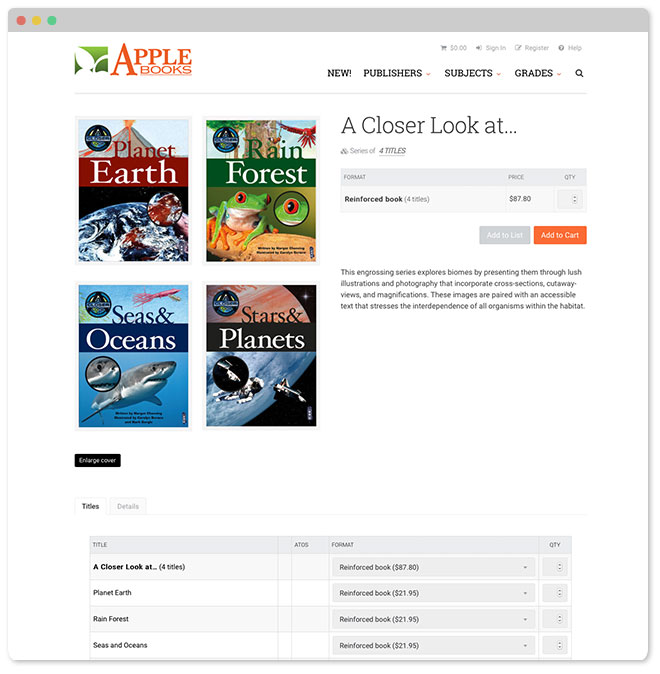 APPLE
BOOKS
$0.00 Sign In Register Help
NEW! PUBLISHERS SUBJECTS GRADES
Planet
Earth
Rain
Forest
Written by Margot Channing
Illustrated by Carolyn Scrace
Seas&
Oceans
Written by Margot Channing
Illustrated by Carolyn Scrace
Stars&
Planets
Enlarge cover
A Closer Look at...
Series of 4 TITLES
FORMAT PRICE QTY
Reinforced book (4 titles) $87.80
Add to List Add to Cart
This engrossing series explores biomes by presenting them through lush
illustrations and photography that incorporate cross-sections, cutaway-
views, and magnifications. These images are paired with an accessible
text that stresses the interdependence of all organisms within the habitat.
Titles Details
TITLE ATOS FORMAT QTY
A Closer Look at... (4 titles) Reinforced book ($87.80)
Planet Earth Reinforced book ($21.95)
Rain Forest Reinforced book ($21.95)
Seas and Oceans Reinforced book ($21.95)